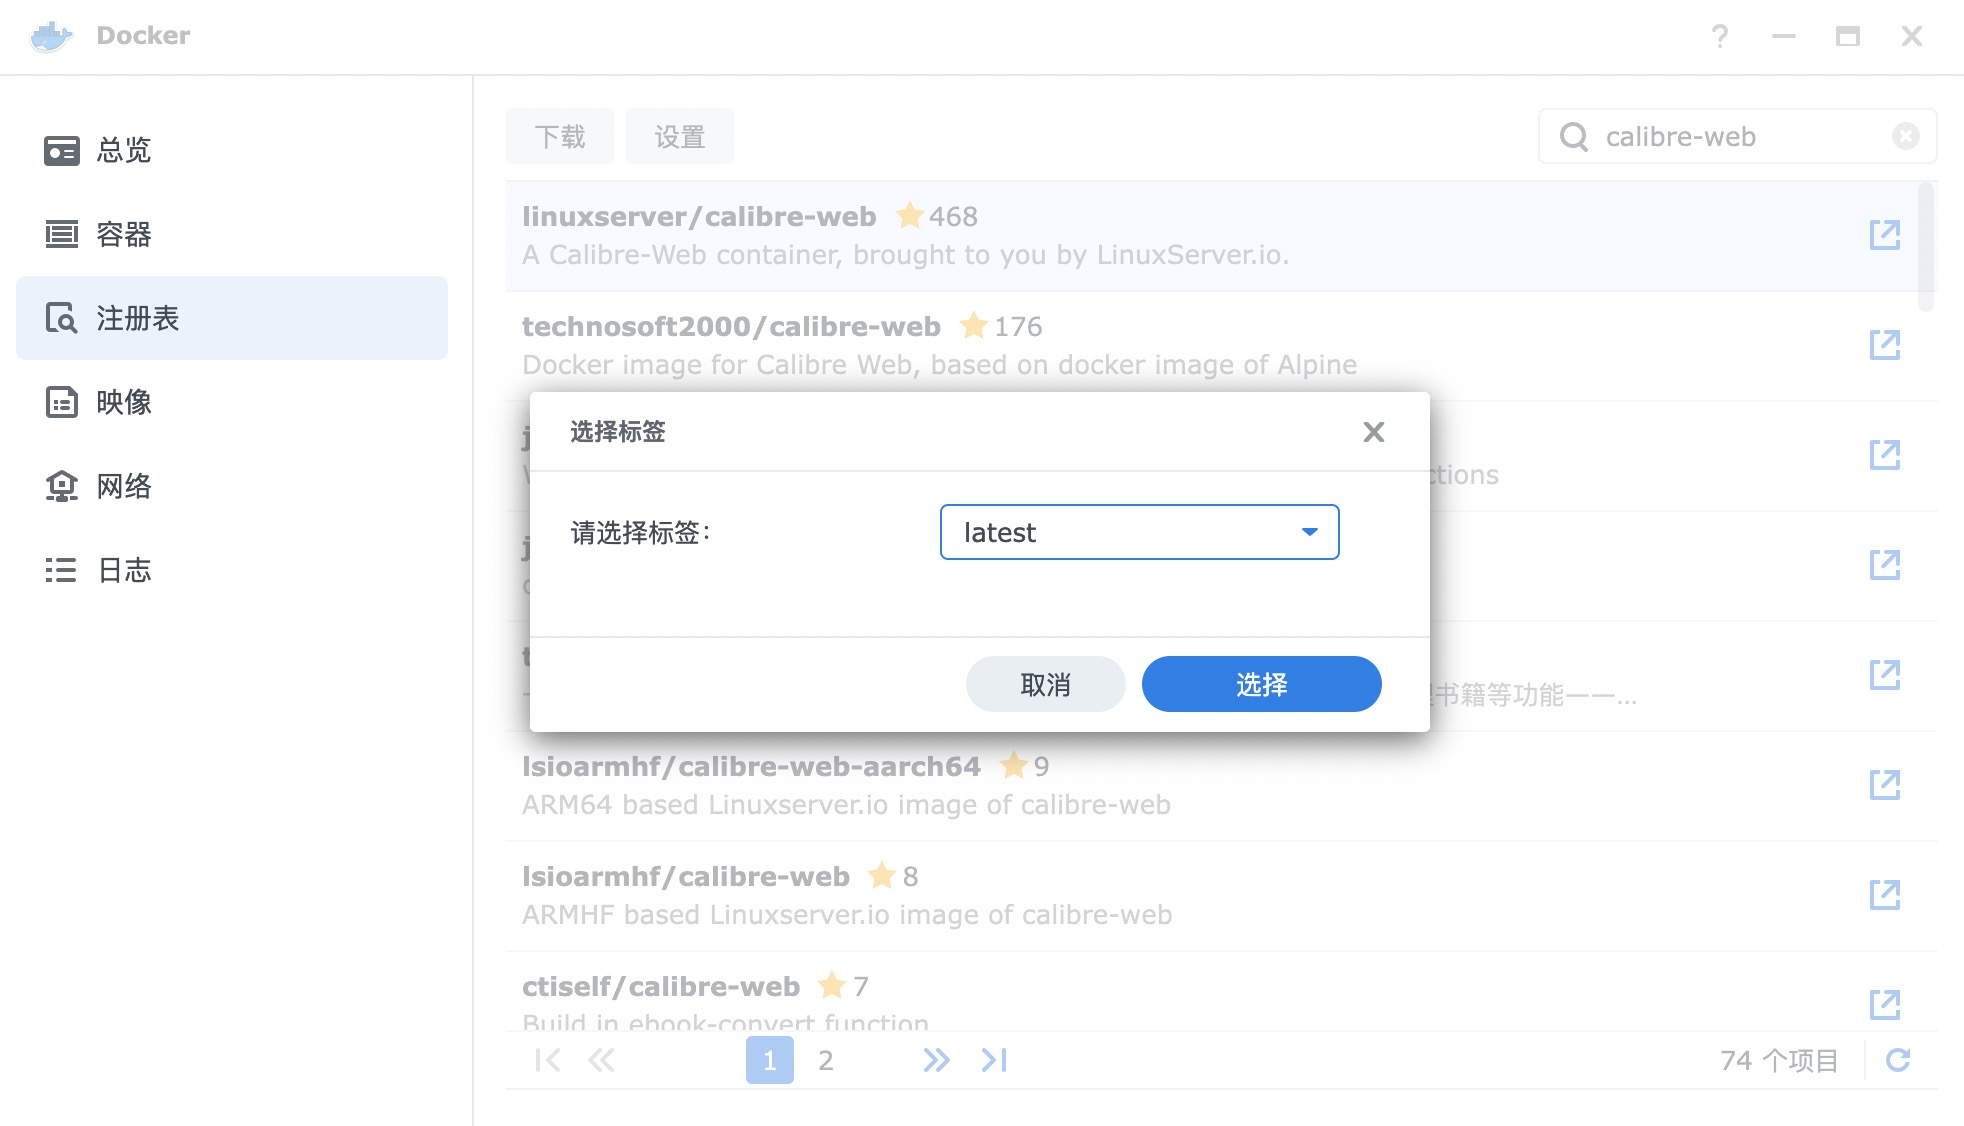 Docker
总览
容器
注册表
映像
网络
日志
下载
设置
calibre-web
linuxserver/calibre-web 468
A Calibre-Web container, brought to you by LinuxServer.io.
technosoft2000/calibre-web 176
Docker image for Calibre Web, based on docker image of Alpine
选择标签
请选择标签：
latest
取消
选择
书籍等功能——...
lsioarmhf/calibre-web-aarch64 9
ARM64 based Linuxserver.io image of calibre-web
lsioarmhf/calibre-web 8
ARMHF based Linuxserver.io image of calibre-web
ctiself/calibre-web 7
Build in ebook-convert function
1
2
74 个项目